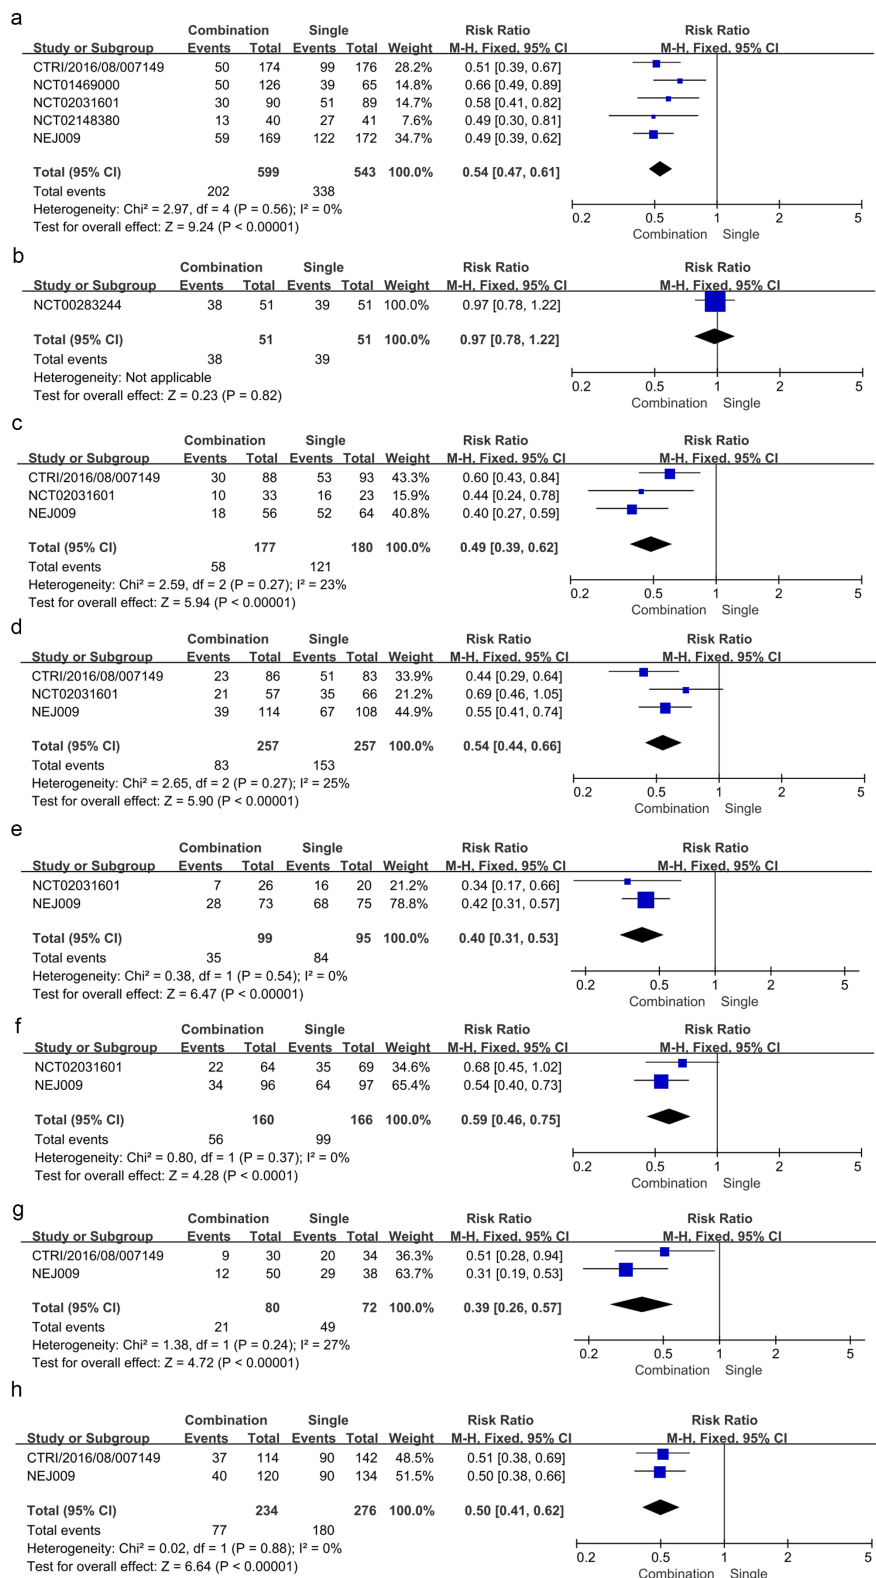 a
Combination Single Risk Ratio Risk Ratio
Study or Subgroup Events Total Events Total Weight M-H, Fixed, 95% CI M-H, Fixed, 95% CI
CTRI/2016/08/007149 50 174 99 176 28.2% 0.51 [0.39, 0.67]
NCT01469000 50 126 39 65 14.8% 0.66 [0.49, 0.89]
NCT02031601 30 90 51 89 14.7% 0.58 [0.41, 0.82]
NCT02148380 13 40 27 41 7.6% 0.49 [0.30, 0.81]
NEJ009 59 169 122 172 34.7% 0.49 [0.39, 0.62]
Total (95% CI) 599 543 100.0% 0.54 [0.47, 0.61]
Total events 202 338
Heterogeneity: Chi² = 2.97, df = 4 (P = 0.56); I² = 0%
Test for overall effect: Z = 9.24 (P < 0.00001)
0.2 0.5 1 2 5
Combination Single
b
Combination Single Risk Ratio Risk Ratio
Study or Subgroup Events Total Events Total Weight M-H, Fixed, 95% CI M-H, Fixed, 95% CI
NCT00283244 38 51 39 51 100.0% 0.97 [0.78, 1.22]
Total (95% CI) 51 51 100.0% 0.97 [0.78, 1.22]
Total events 38 39
Heterogeneity: Not applicable
Test for overall effect: Z = 0.23 (P = 0.82)
0.2 0.5 1 2 5
Combination Single
c
Combination Single Risk Ratio Risk Ratio
Study or Subgroup Events Total Events Total Weight M-H, Fixed, 95% CI M-H, Fixed, 95% CI
CTRI/2016/08/007149 30 88 53 93 43.3% 0.60 [0.43, 0.84]
NCT02031601 10 33 16 23 15.9% 0.44 [0.24, 0.78]
NEJ009 18 56 52 64 40.8% 0.40 [0.27, 0.59]
Total (95% CI) 177 180 100.0% 0.49 [0.39, 0.62]
Total events 58 121
Heterogeneity: Chi² = 2.59, df = 2 (P = 0.27); I² = 23%
Test for overall effect: Z = 5.94 (P < 0.00001)
0.2 0.5 1 2 5
Combination Single
d
Combination Single Risk Ratio Risk Ratio
Study or Subgroup Events Total Events Total Weight M-H, Fixed, 95% CI M-H, Fixed, 95% CI
CTRI/2016/08/007149 23 86 51 83 33.9% 0.44 [0.29, 0.64]
NCT02031601 21 57 35 66 21.2% 0.69 [0.46, 1.05]
NEJ009 39 114 67 108 44.9% 0.55 [0.41, 0.74]
Total (95% CI) 257 257 100.0% 0.54 [0.44, 0.66]
Total events 83 153
Heterogeneity: Chi² = 2.65, df = 2 (P = 0.27); I² = 25%
Test for overall effect: Z = 5.90 (P < 0.00001)
0.2 0.5 1 2 5
Combination Single
e
Combination Single Risk Ratio Risk Ratio
Study or Subgroup Events Total Events Total Weight M-H, Fixed, 95% CI M-H, Fixed, 95% CI
NCT02031601 7 26 16 20 21.2% 0.34 [0.17, 0.66]
NEJ009 28 73 68 75 78.8% 0.42 [0.31, 0.57]
Total (95% CI) 99 95 100.0% 0.40 [0.31, 0.53]
Total events 35 84
Heterogeneity: Chi² = 0.38, df = 1 (P = 0.54); I² = 0%
Test for overall effect: Z = 6.47 (P < 0.00001)
0.2 0.5 1 2 5
Combination Single
f
Combination Single Risk Ratio Risk Ratio
Study or Subgroup Events Total Events Total Weight M-H, Fixed, 95% CI M-H, Fixed, 95% CI
NCT02031601 22 64 35 69 34.6% 0.68 [0.45, 1.02]
NEJ009 34 96 64 97 65.4% 0.54 [0.40, 0.73]
Total (95% CI) 160 166 100.0% 0.59 [0.46, 0.75]
Total events 56 99
Heterogeneity: Chi² = 0.80, df = 1 (P = 0.37); I² = 0%
Test for overall effect: Z = 4.28 (P < 0.0001)
0.2 0.5 1 2 5
Combination Single
g
Combination Single Risk Ratio Risk Ratio
Study or Subgroup Events Total Events Total Weight M-H, Fixed, 95% CI M-H, Fixed, 95% CI
CTRI/2016/08/007149 9 30 20 34 36.3% 0.51 [0.28, 0.94]
NEJ009 12 50 29 38 63.7% 0.31 [0.19, 0.53]
Total (95% CI) 80 72 100.0% 0.39 [0.26, 0.57]
Total events 21 49
Heterogeneity: Chi² = 1.38, df = 1 (P = 0.24); I² = 27%
Test for overall effect: Z = 4.72 (P < 0.00001)
0.2 0.5 1 2 5
Combination Single
h
Combination Single Risk Ratio Risk Ratio
Study or Subgroup Events Total Events Total Weight M-H, Fixed, 95% CI M-H, Fixed, 95% CI
CTRI/2016/08/007149 37 114 90 142 48.5% 0.51 [0.38, 0.69]
NEJ009 40 120 90 134 51.5% 0.50 [0.38, 0.66]
Total (95% CI) 234 276 100.0% 0.50 [0.41, 0.62]
Total events 77 180
Heterogeneity: Chi² = 0.02, df = 1 (P = 0.88); I² = 0%
Test for overall effect: Z = 6.64 (P < 0.00001)
0.2 0.5 1 2 5
Combination Single